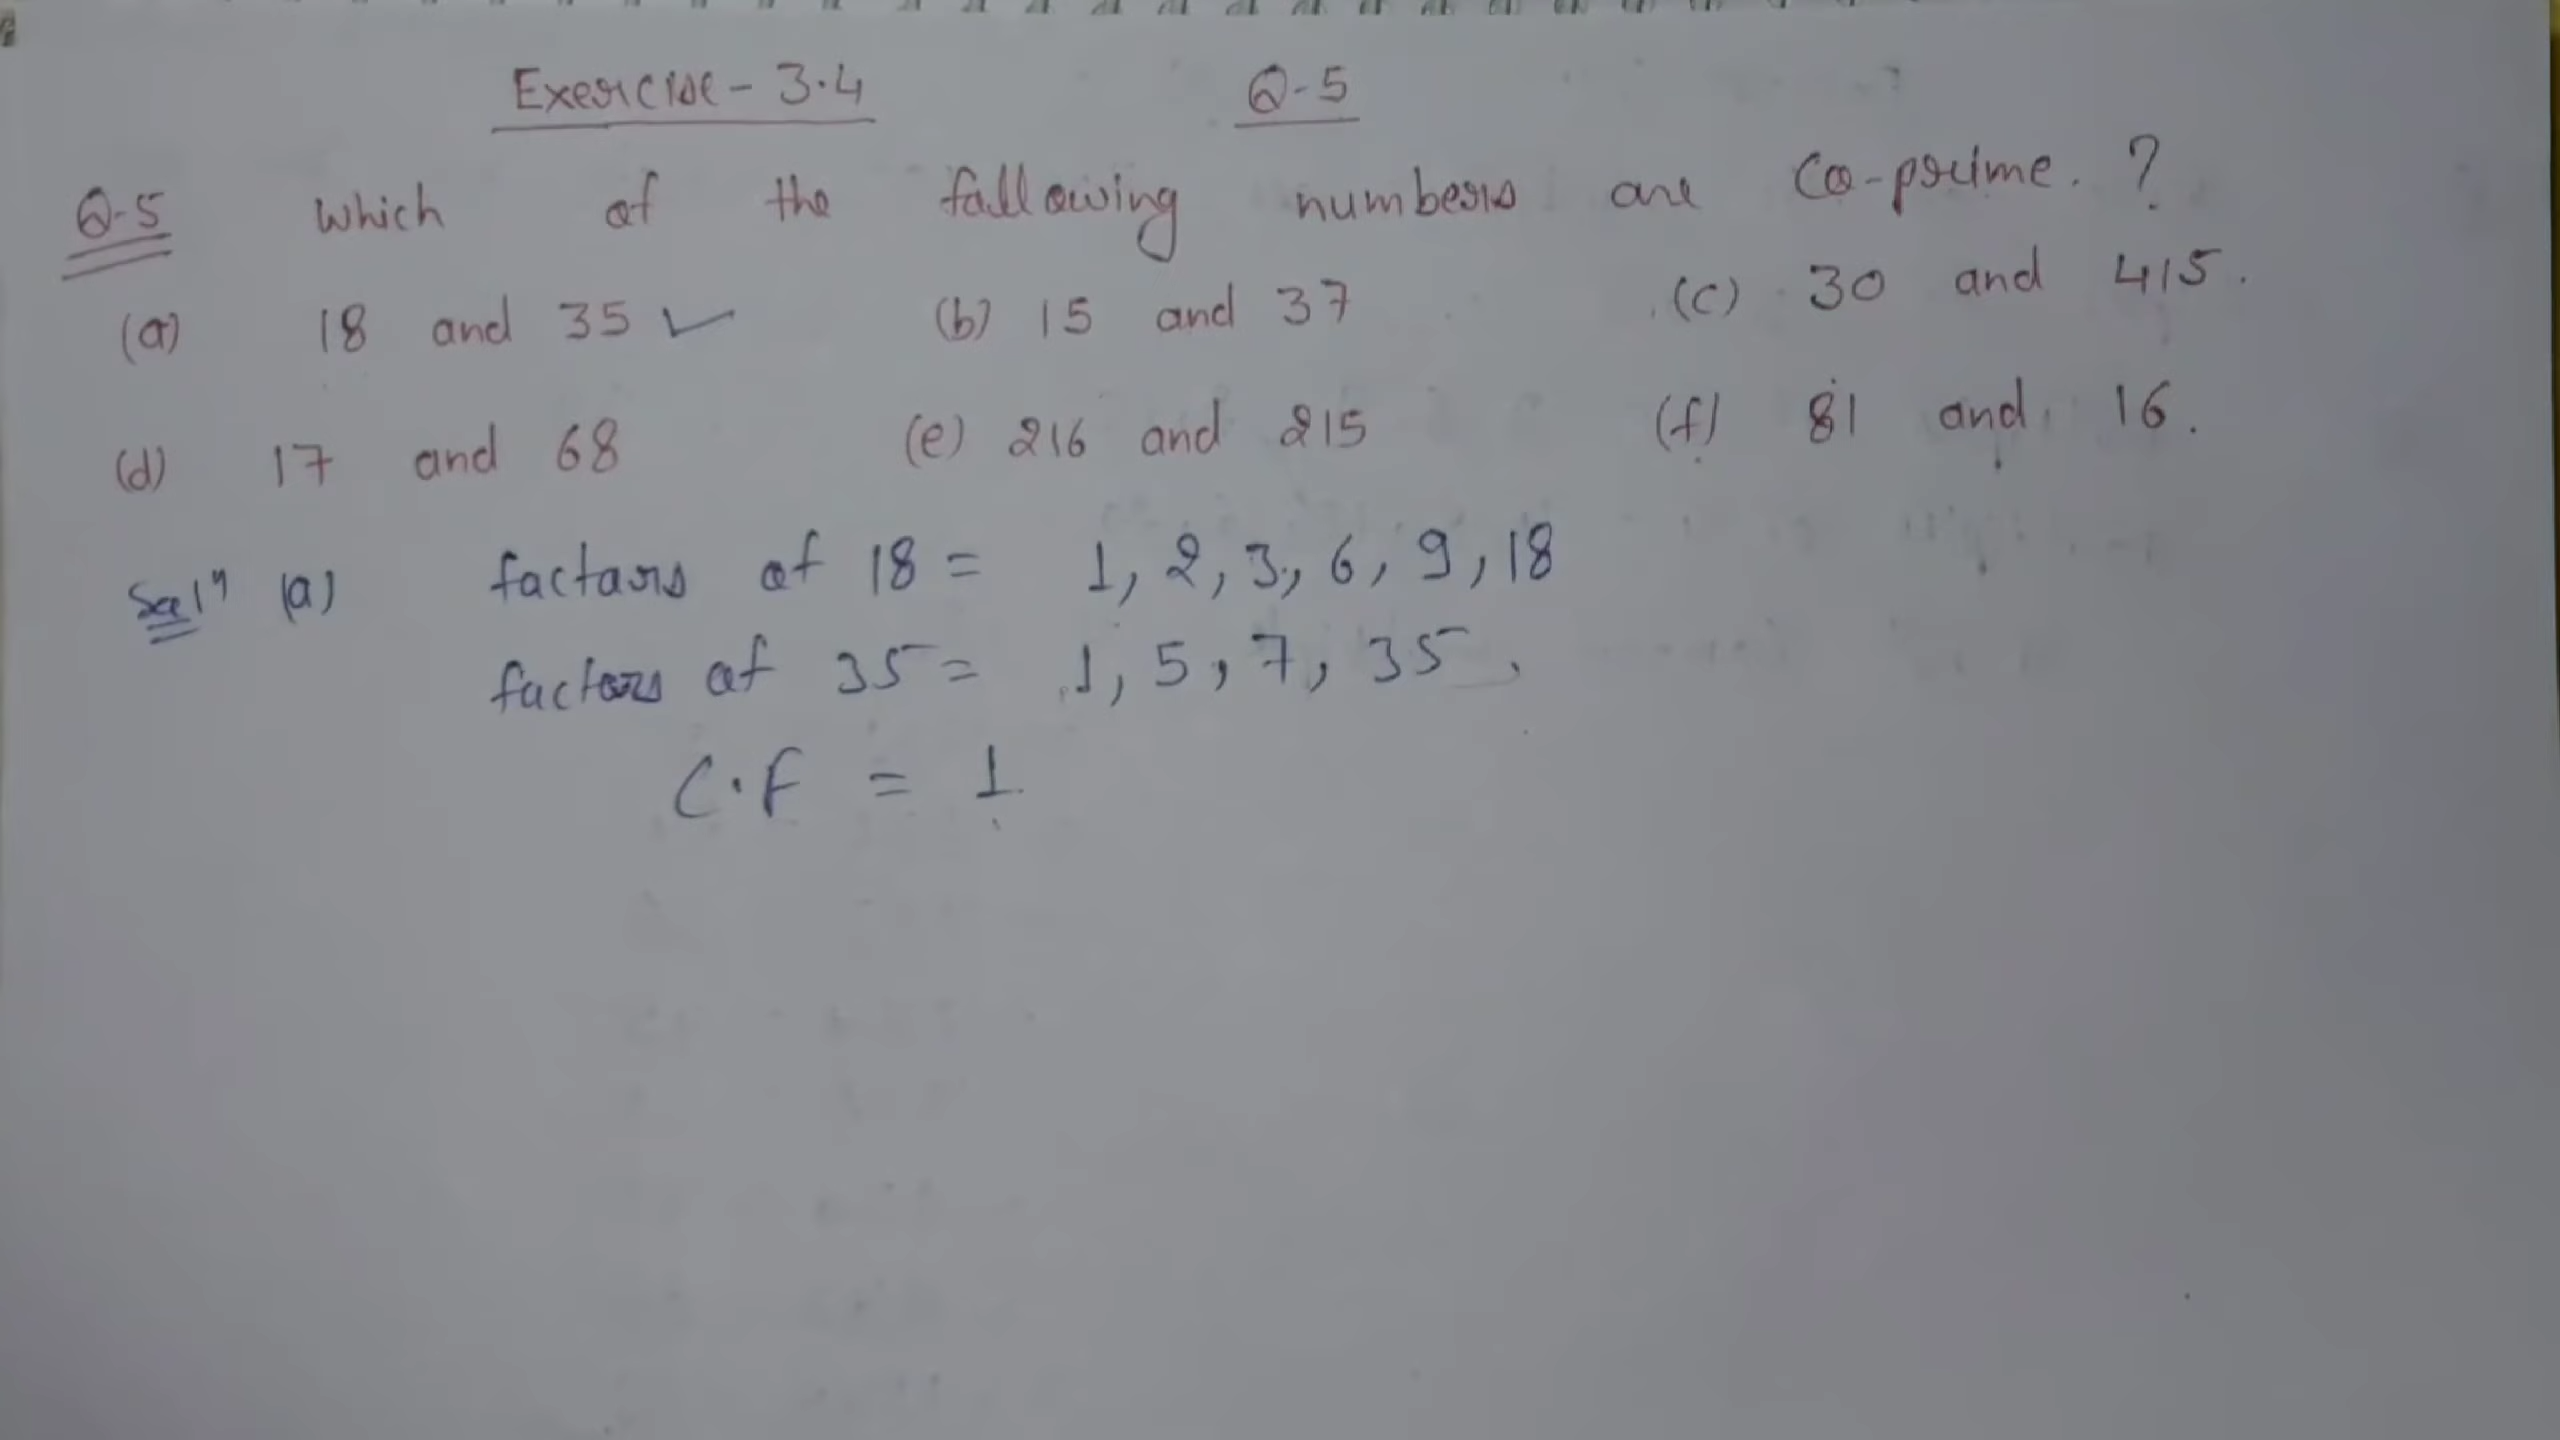 Exercise - 3.4 Q-5
Q-5 Which of the following numbers are Co-prime. ?
(a) 18 and 35 ✓ (b) 15 and 37 (c) 30 and 415.
(d) 17 and 68 (e) 216 and 215 (f) 81 and 16.
Solⁿ (a) factors of 18 = 1, 2, 3, 6, 9, 18
factors of 35 = 1, 5, 7, 35.
C.F = 1